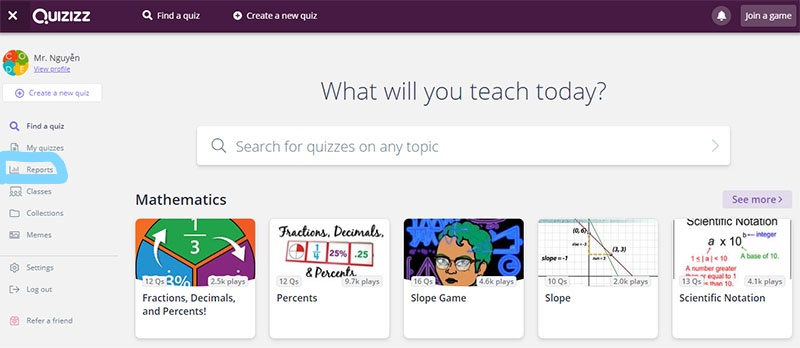 QUIZIZZ
Find a quiz
Create a new quiz
Join a game
Mr. Nguyễn
View profile
Create a new quiz
Find a quiz
My quizzes
Reports
Classes
Collections
Memes
Settings
Log out
Refer a friend
What will you teach today?
Search for quizzes on any topic
Mathematics
See more
1/3
12 Qs
2.5k plays
Fractions, Decimals,
and Percents!
Fractions, Decimals,
1/4 25% .25
& Percents
12 Qs
9.7k plays
Percents
16 Qs
4.6k plays
Slope Game
(0, 6)
(3, 3)
slope = -1
10 Qs
2.0k plays
Slope
Scientific Notation
a x 10
integer
1 ≤ |a| < 10
A base of 10.
A number greater
than or equal to 1
than 10.
13 Qs
4.1k plays
Scientific Notation